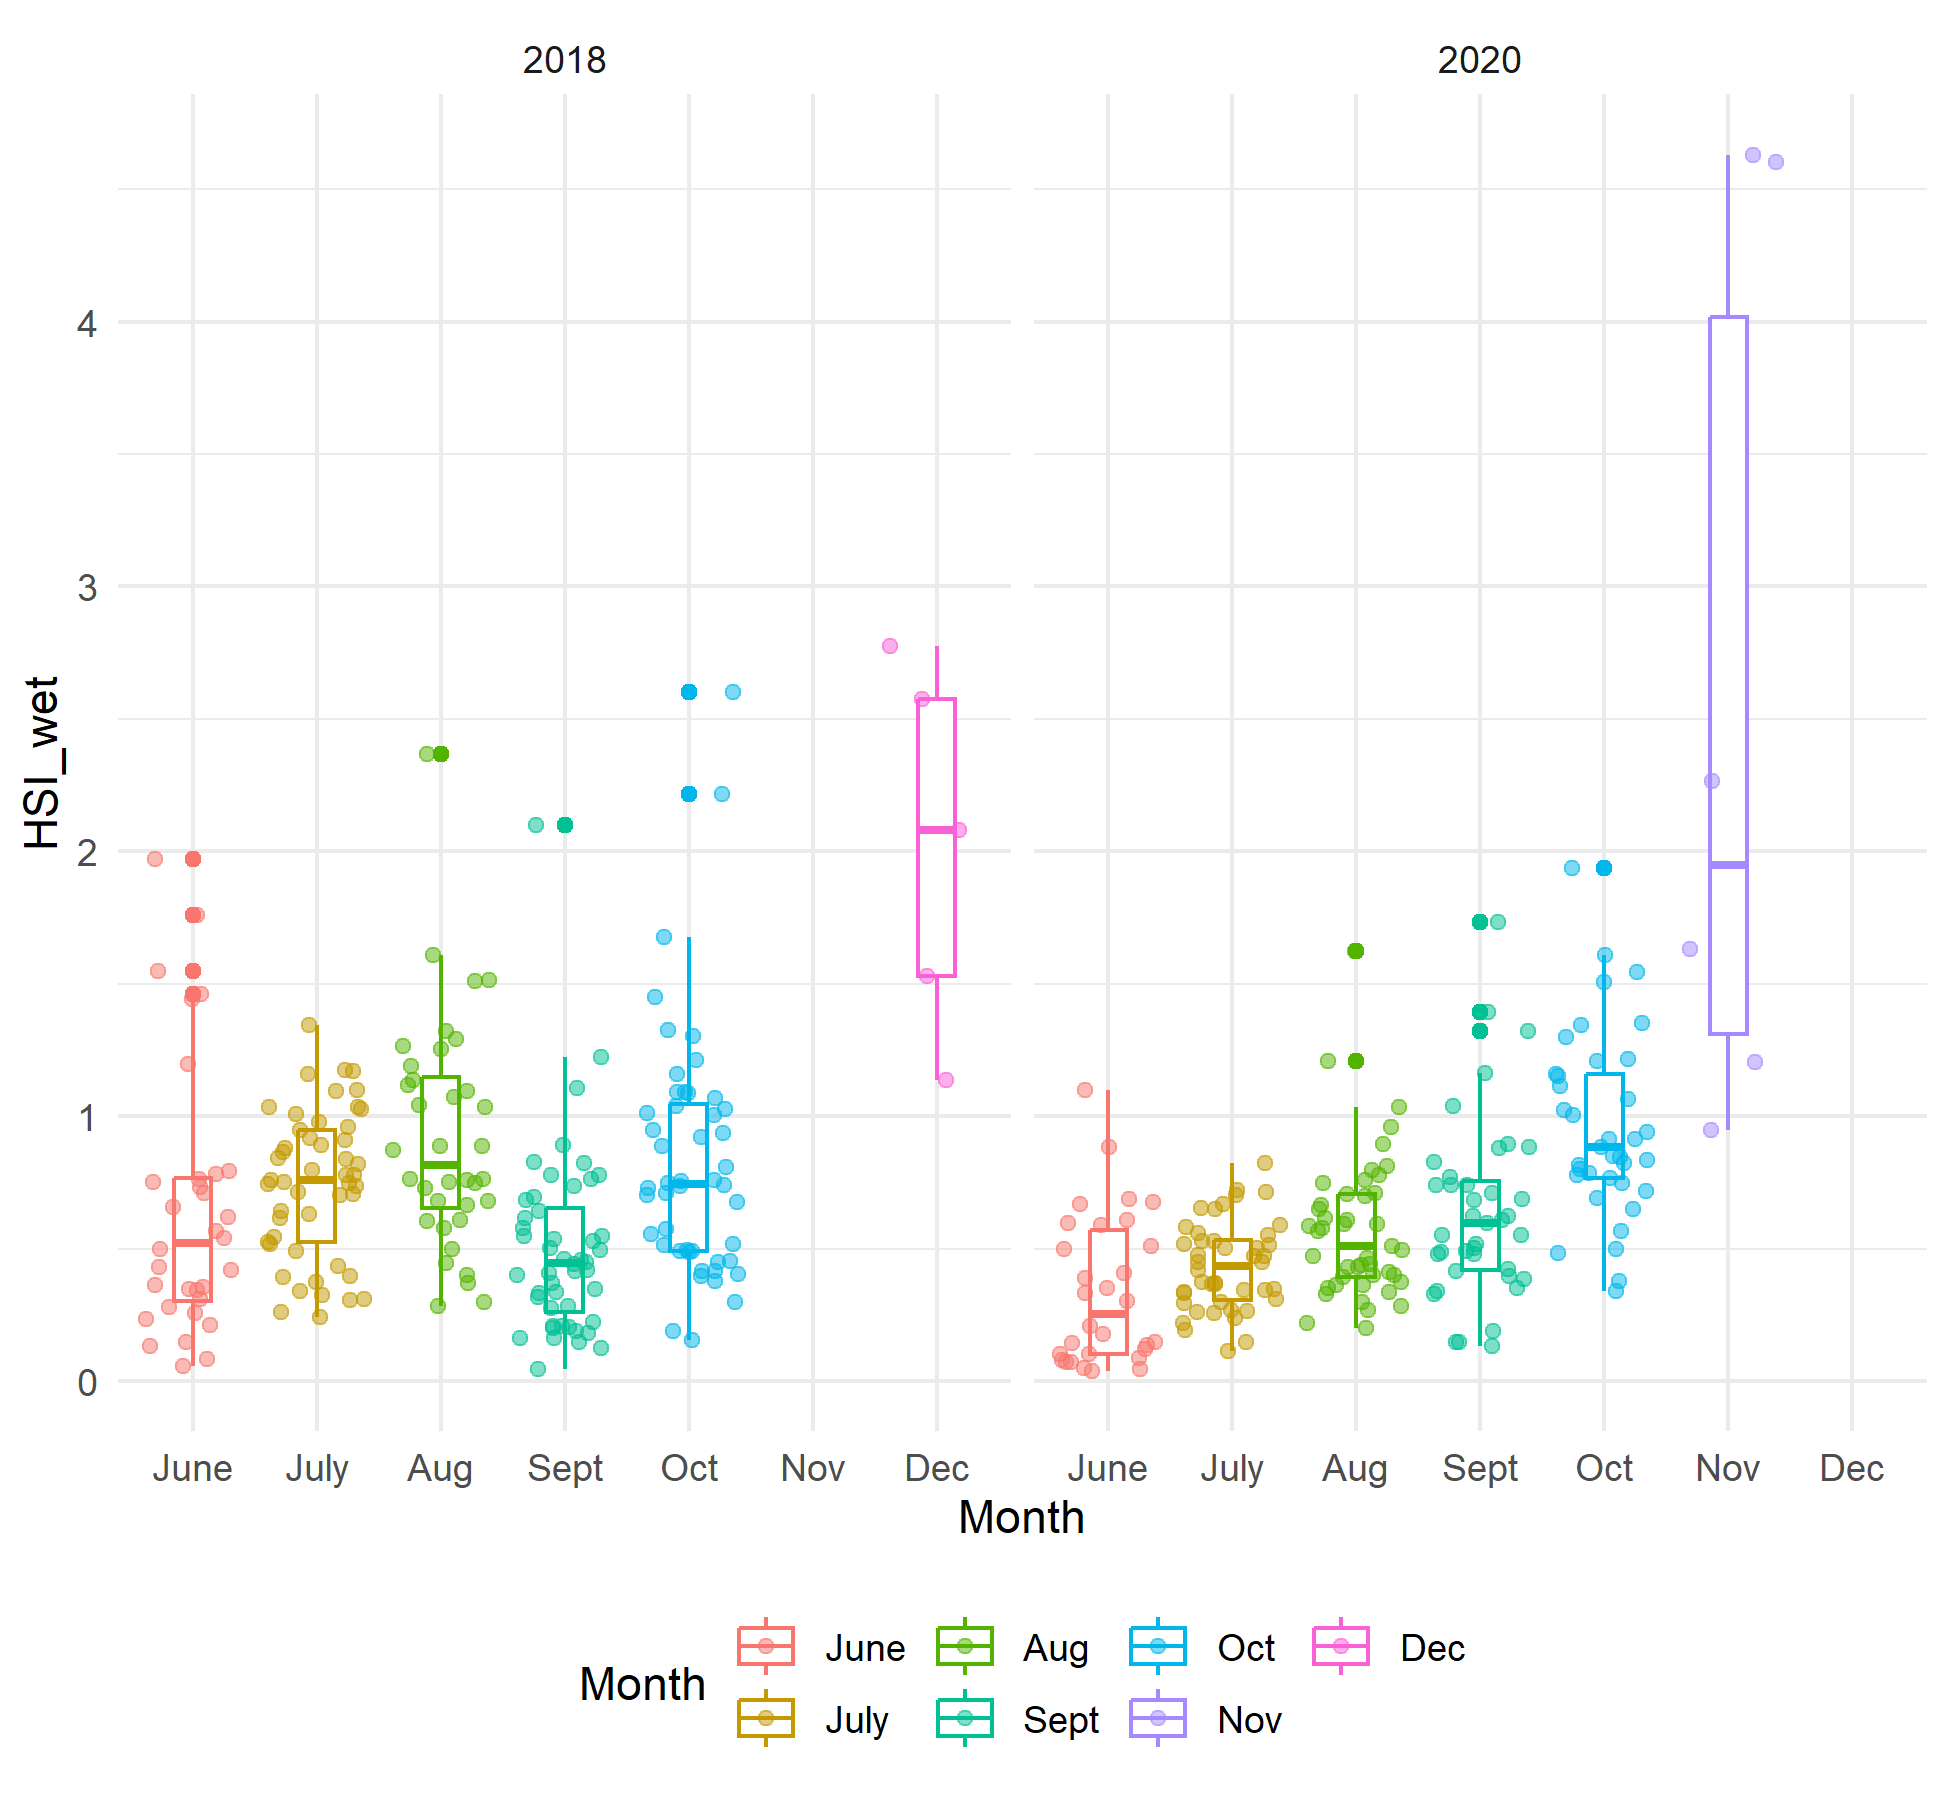 2018 2020
4
3
2
1
0
HSI_wet
June July Aug Sept Oct Nov Dec June July Aug Sept Oct Nov Dec
Month
Month June Aug Oct Dec
July Sept Nov